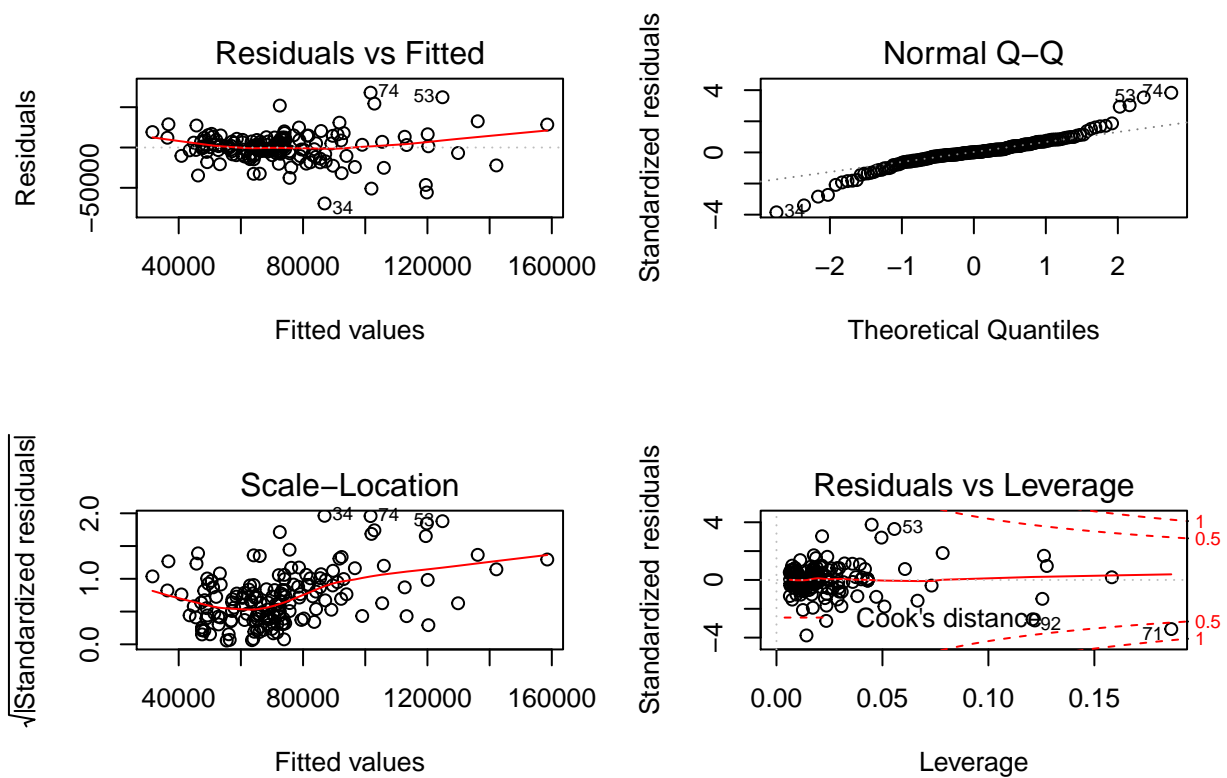 Residuals vs Fitted
Residuals
−50000
74
53
34
40000 80000 120000 160000
Fitted values
Normal Q−Q
Standardized residuals
−4 0 4
53 74
34
−2 −1 0 1 2
Theoretical Quantiles
Scale−Location
√|Standardized residuals|
0.0 1.0 2.0
34 74 53
40000 80000 120000 160000
Fitted values
Residuals vs Leverage
Standardized residuals
−4 0 4
53
1
0.5
Cook's distance
92
71
0.5
1
0.00 0.05 0.10 0.15
Leverage